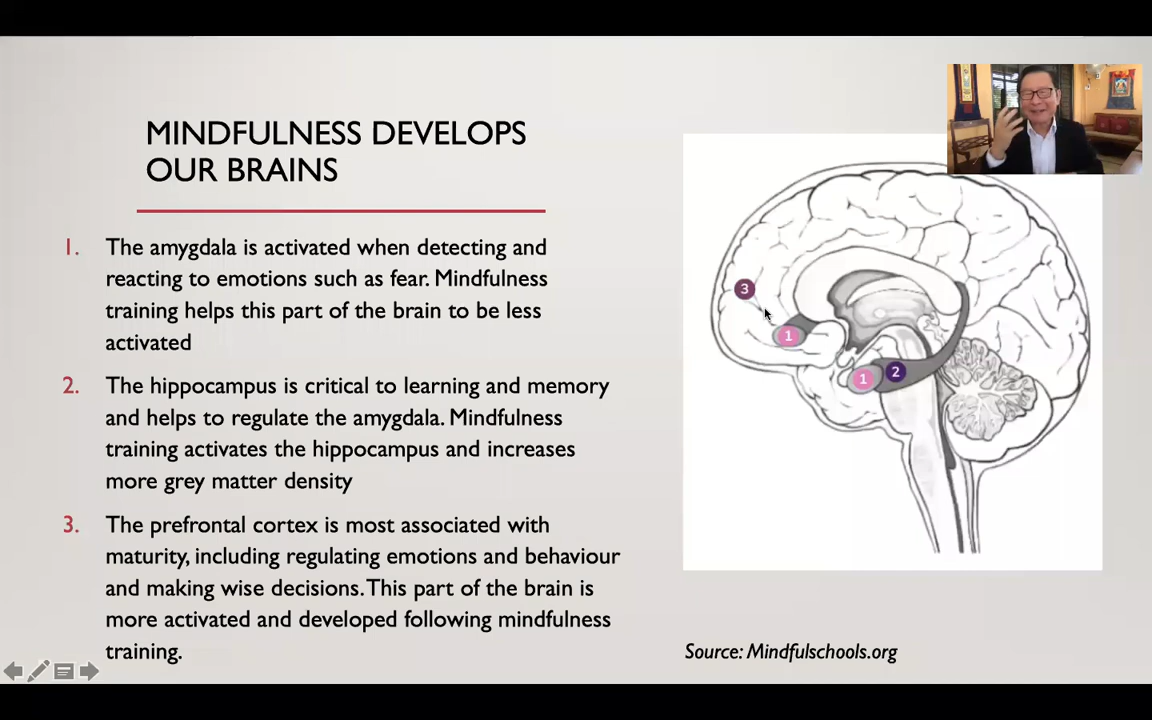 MINDFULNESS DEVELOPS
OUR BRAINS
1. The amygdala is activated when detecting and
reacting to emotions such as fear. Mindfulness
training helps this part of the brain to be less
activated
2. The hippocampus is critical to learning and memory
and helps to regulate the amygdala. Mindfulness
training activates the hippocampus and increases
more grey matter density
3. The prefrontal cortex is most associated with
maturity, including regulating emotions and behaviour
and making wise decisions. This part of the brain is
more activated and developed following mindfulness
training.
3
1
1
2
Source: Mindfulschools.org